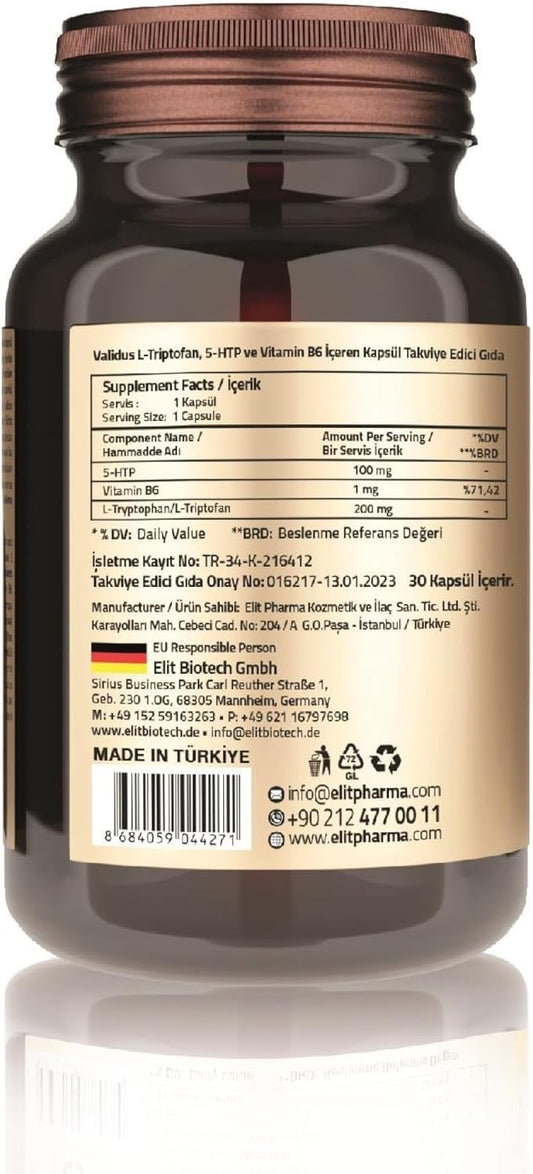 Validus L-Triptofan, 5-HTP ve Vitamin B6 İçeren Kapsül Takviye Edici Gıda
Supplement Facts / İçerik
Servis : 1 Kapsül
Serving Size: 1 Capsule
Component Name / Amount Per Serving / *%DV
Hammadde Adı Bir Servis İçerik **%BRD
5-HTP 100 mg -
Vitamin B6 1 mg %71,42
L-Tryptophan/L-Triptofan 200 mg -
*% DV: Daily Value **BRD: Beslenme Referans Değeri
İşletme Kayıt No: TR-34-K-216412
Takviye Edici Gıda Onay No: 016217-13.01.2023 30 Kapsül İçerir.
Manufacturer / Ürün Sahibi: Elit Pharma Kozmetik ve İlaç San. Tic. Ltd. Şti.
Karayolları Mah. Cebeci Cad. No: 204/A G.O.Paşa - İstanbul / Türkiye
EU Responsible Person
Elit Biotech Gmbh
Sirius Business Park Carl Reuther Straße 1,
Geb. 230 1.OG, 68305 Mannheim, Germany
M: +49 152 59163263 • P: +49 621 16797698
www.elitbiotech.de • info@elitbiotech.de
MADE IN TÜRKİYE
72
GL
info@elitpharma.com
+90 212 477 00 11
www.elitpharma.com
8 684059 044271